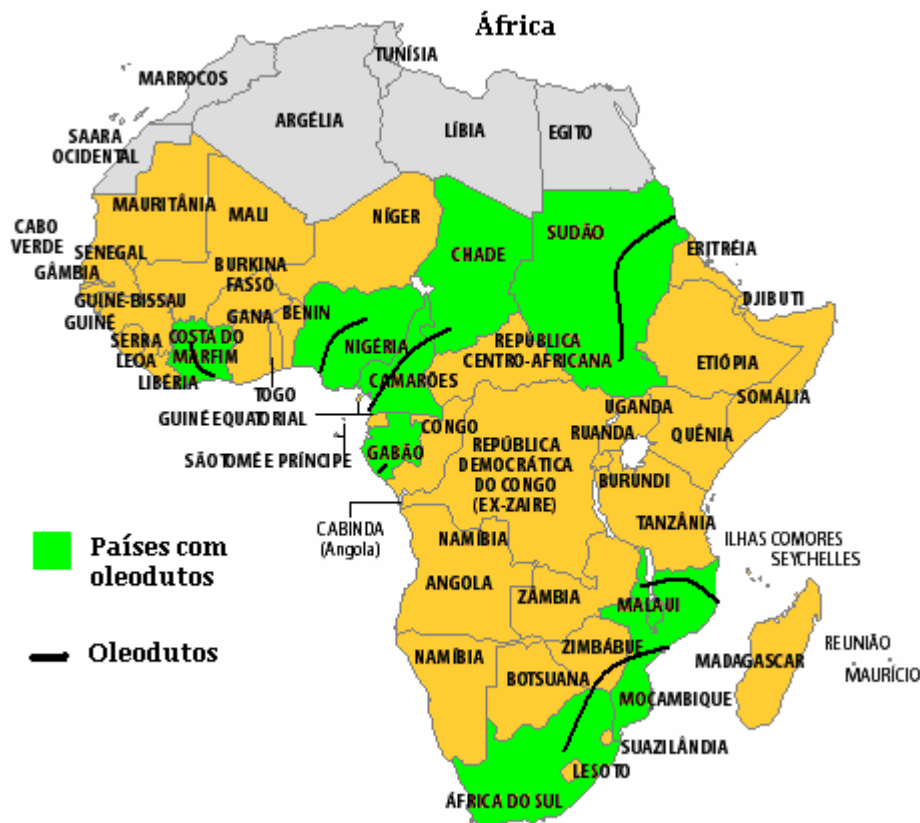 África
TUNÍSIA
MARROCOS
ARGÉLIA
LÍBIA
EGITO
SAARA
OCIDENTAL
MAURITÂNIA
MALI
NÍGER
CHADE
SUDÃO
CABO
VERDE
SENEGAL
GÂMBIA
ERITRÉIA
BURKINA
FASSO
GUINÉ-BISSAU
GUINÉ
GANA
BENIN
DJIBUTI
SERRA
LEOA
COSTA DO
MARFIM
NIGÉRIA
REPÚBLICA
CENTRO-AFRICANA
ETIÓPIA
LIBÉRIA
TOGO
CAMARÕES
SOMÁLIA
GUINÉ EQUATORIAL
UGANDA
CONGO
RUANDA
QUÊNIA
SÃO TOMÉ E PRÍNCIPE
GABÃO
REPÚBLICA
DEMOCRÁTICA
DO CONGO
(EX-ZAIRE)
BURUNDI
CABINDA
(Angola)
TANZÂNIA
Países com
oleodutos
NAMÍBIA
ILHAS COMORES
SEYCHELLES
ANGOLA
ZÂMBIA
MALAUI
Oleodutos
NAMÍBIA
ZIMBÁBUE
BOTSUANA
MADAGASCAR
REUNIÃO
MAURÍCIO
MOÇAMBIQUE
SUAZILÂNDIA
LESOTO
ÁFRICA DO SUL